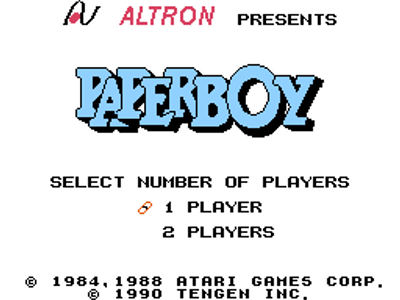 ALTRON PRESENTS
PAPERBOY
SELECT NUMBER OF PLAYERS
1 PLAYER
2 PLAYERS
© 1984,1988 ATARI GAMES CORP.
© 1990 TENGEN INC.